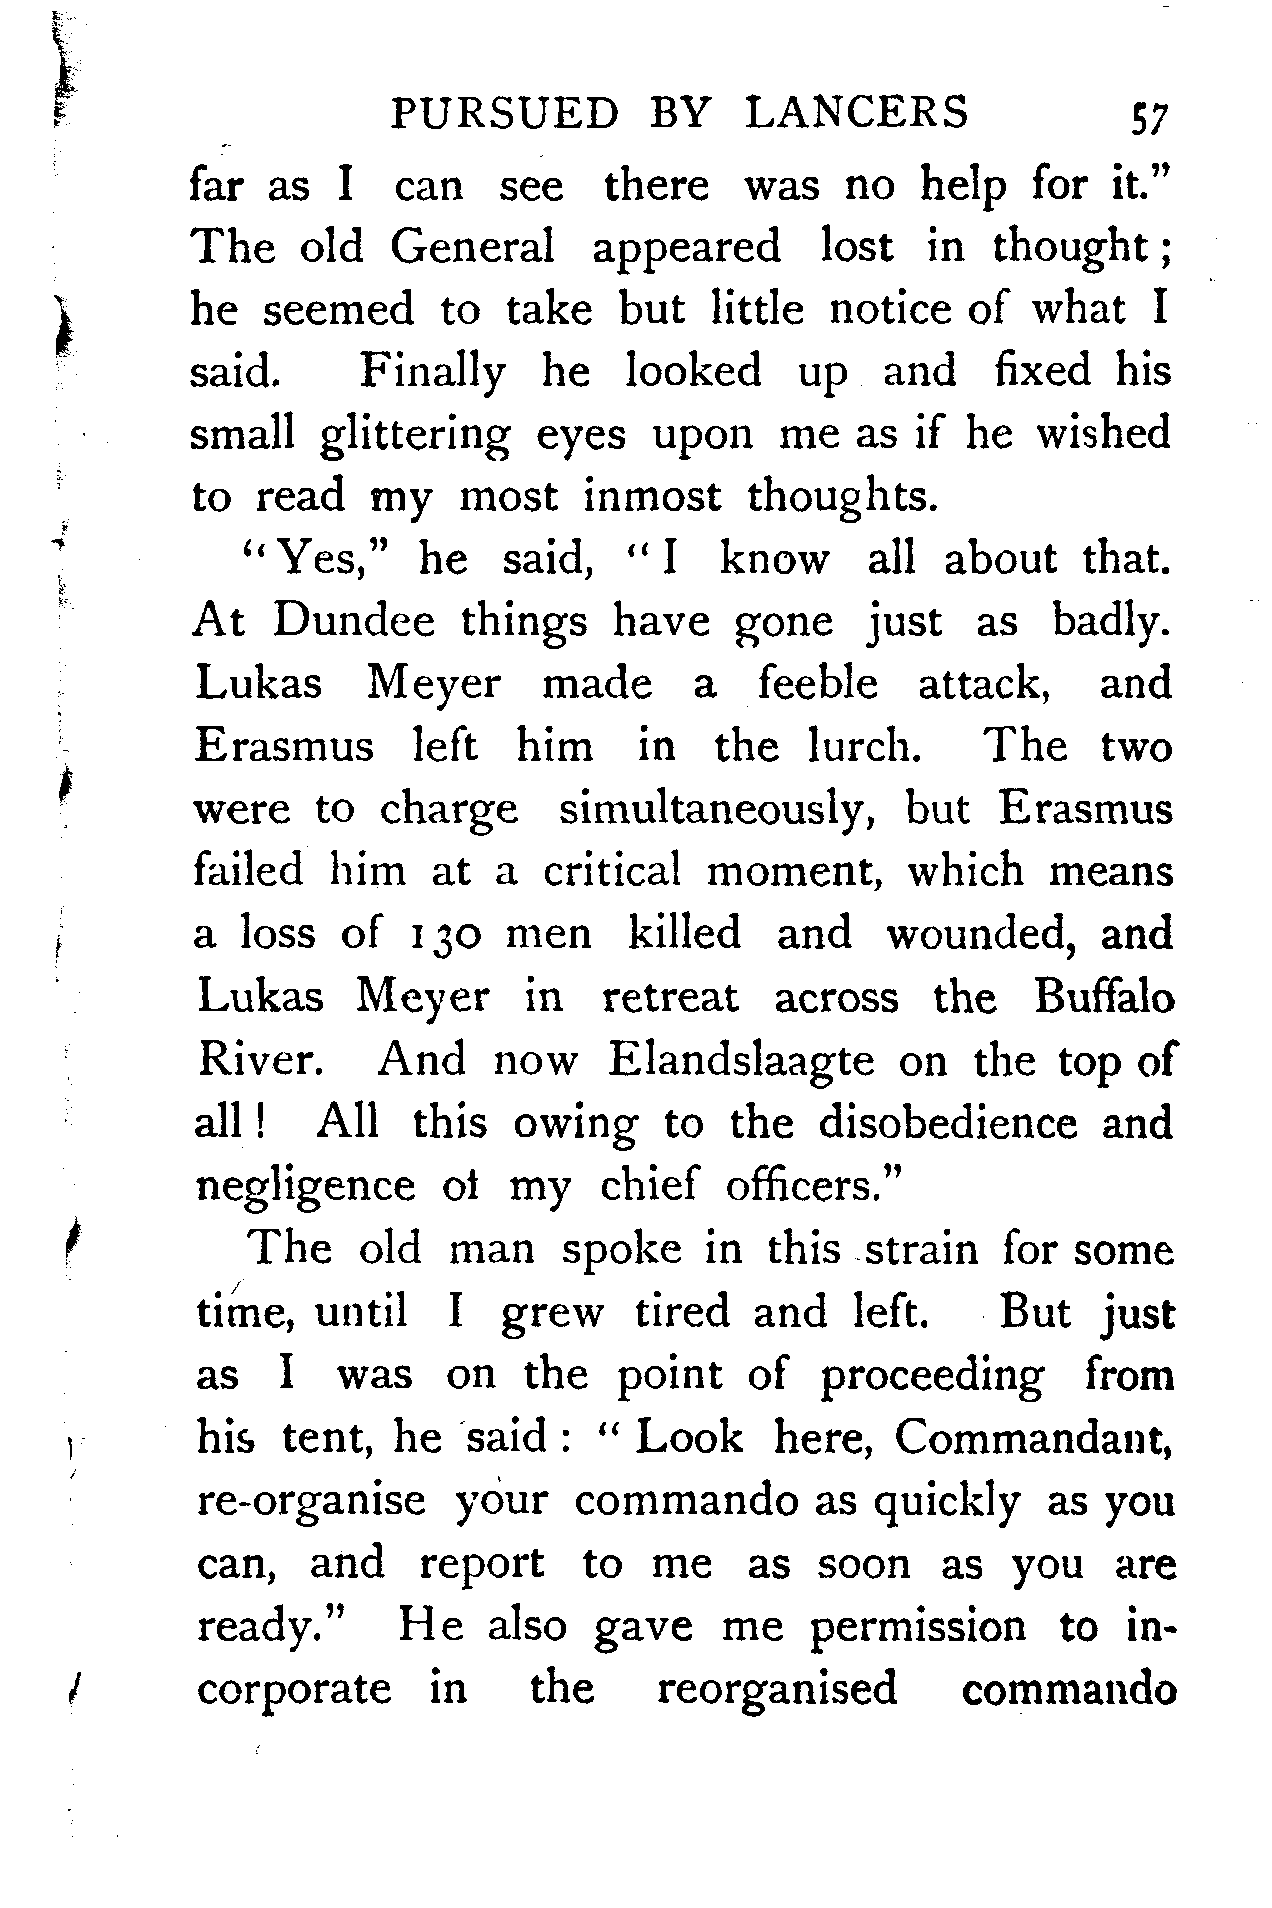 PURSUED BY LANCERS 57
far as I can see there was no help for it."
The old General appeared lost in thought ;
he seemed to take but little notice of what I
said. Finally he looked up and fixed his
small glittering eyes upon me as if he wished
to read my most inmost thoughts.
"Yes," he said, "I know all about that.
At Dundee things have gone just as badly.
Lukas Meyer made a feeble attack, and
Erasmus left him in the lurch. The two
were to charge simultaneously, but Erasmus
failed him at a critical moment, which means
a loss of 130 men killed and wounded, and
Lukas Meyer in retreat across the Buffalo
River. And now Elandslaagte on the top of
all ! All this owing to the disobedience and
negligence of my chief officers."
The old man spoke in this strain for some
time, until I grew tired and left. But just
as I was on the point of proceeding from
his tent, he said : " Look here, Commandant,
re-organise your commando as quickly as you
can, and report to me as soon as you are
ready." He also gave me permission to in-
corporate in the reorganised commando